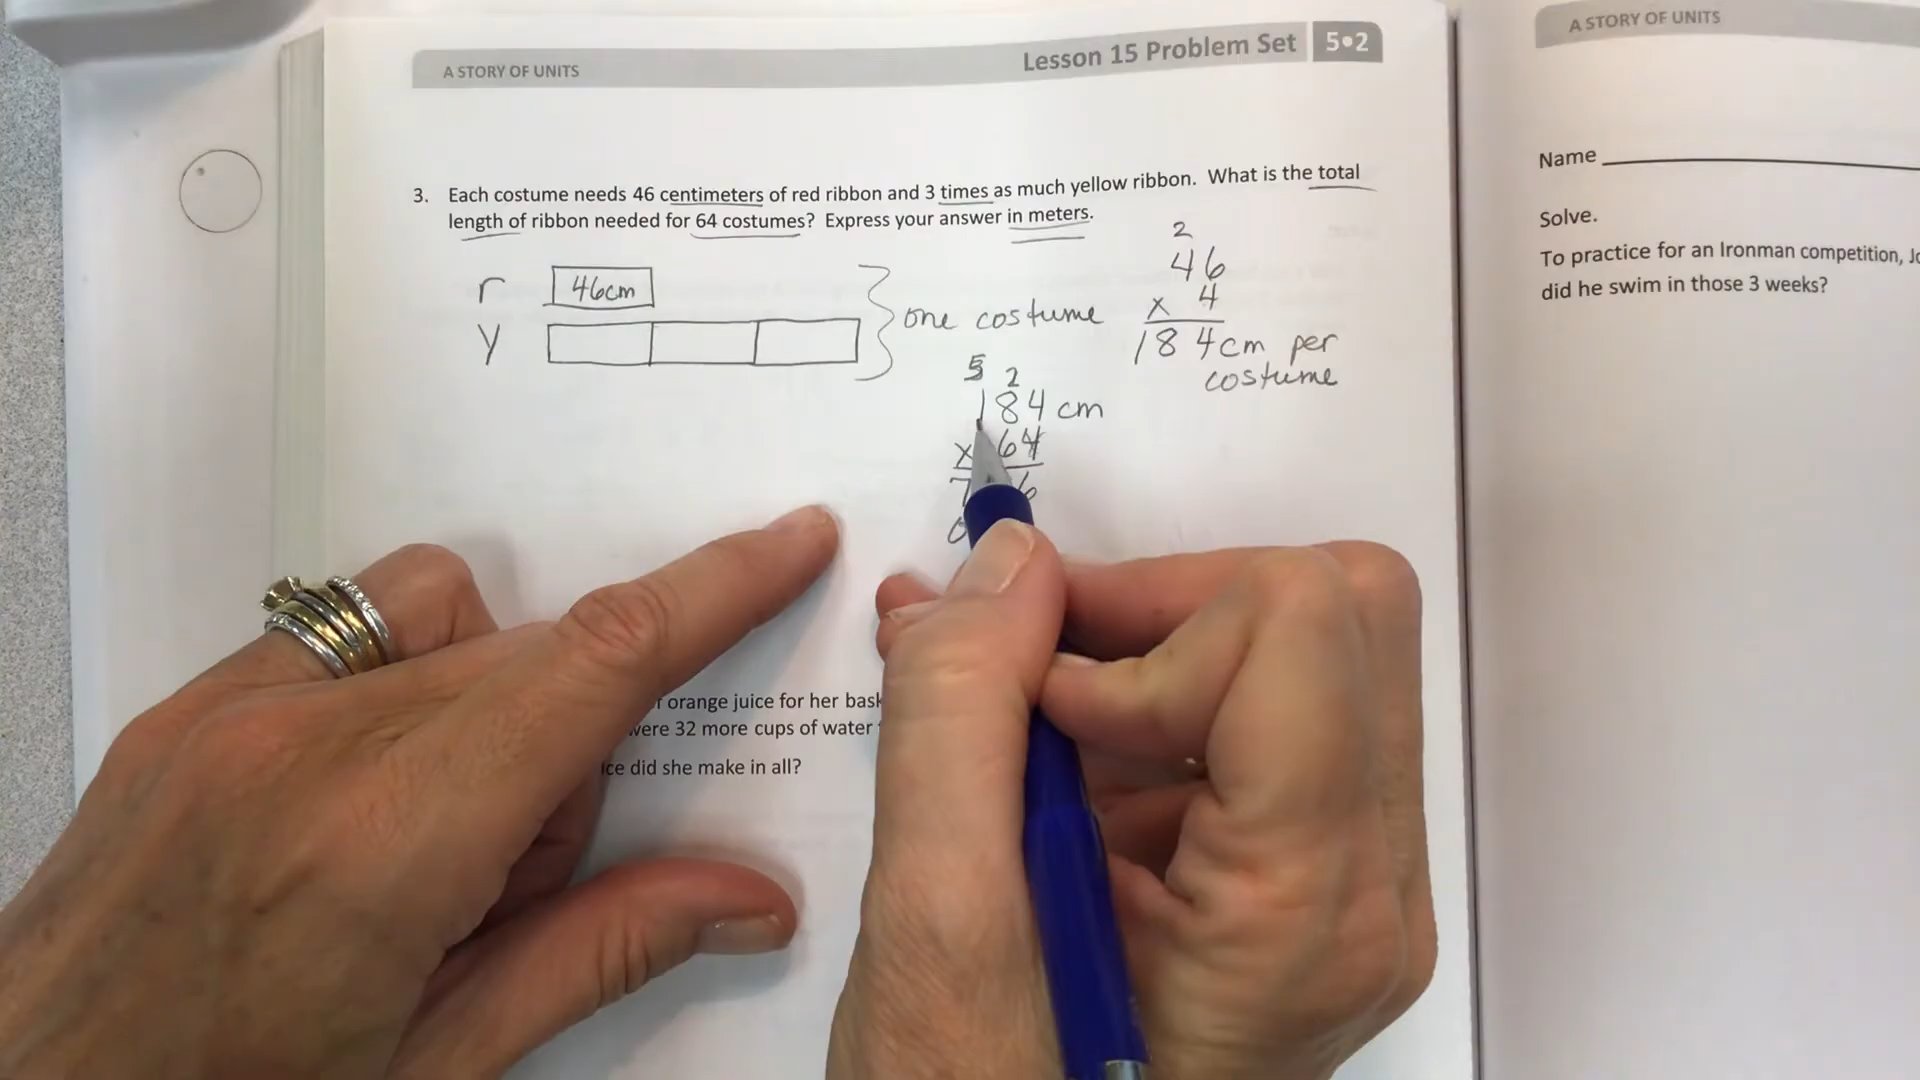 A STORY OF UNITS
Lesson 15 Problem Set 5•2
3. Each costume needs 46 centimeters of red ribbon and 3 times as much yellow ribbon. What is the total
length of ribbon needed for 64 costumes? Express your answer in meters.
r 46cm
y
one costume
2
46
x 4
184cm per
costume
5 2
184 cm
x 64
7 6
0
orange juice for her
were 32 more cups of water
did she make in all?
A STORY OF UNITS
Name
Solve.
To practice for an Ironman competition,
did he swim in those 3 weeks?